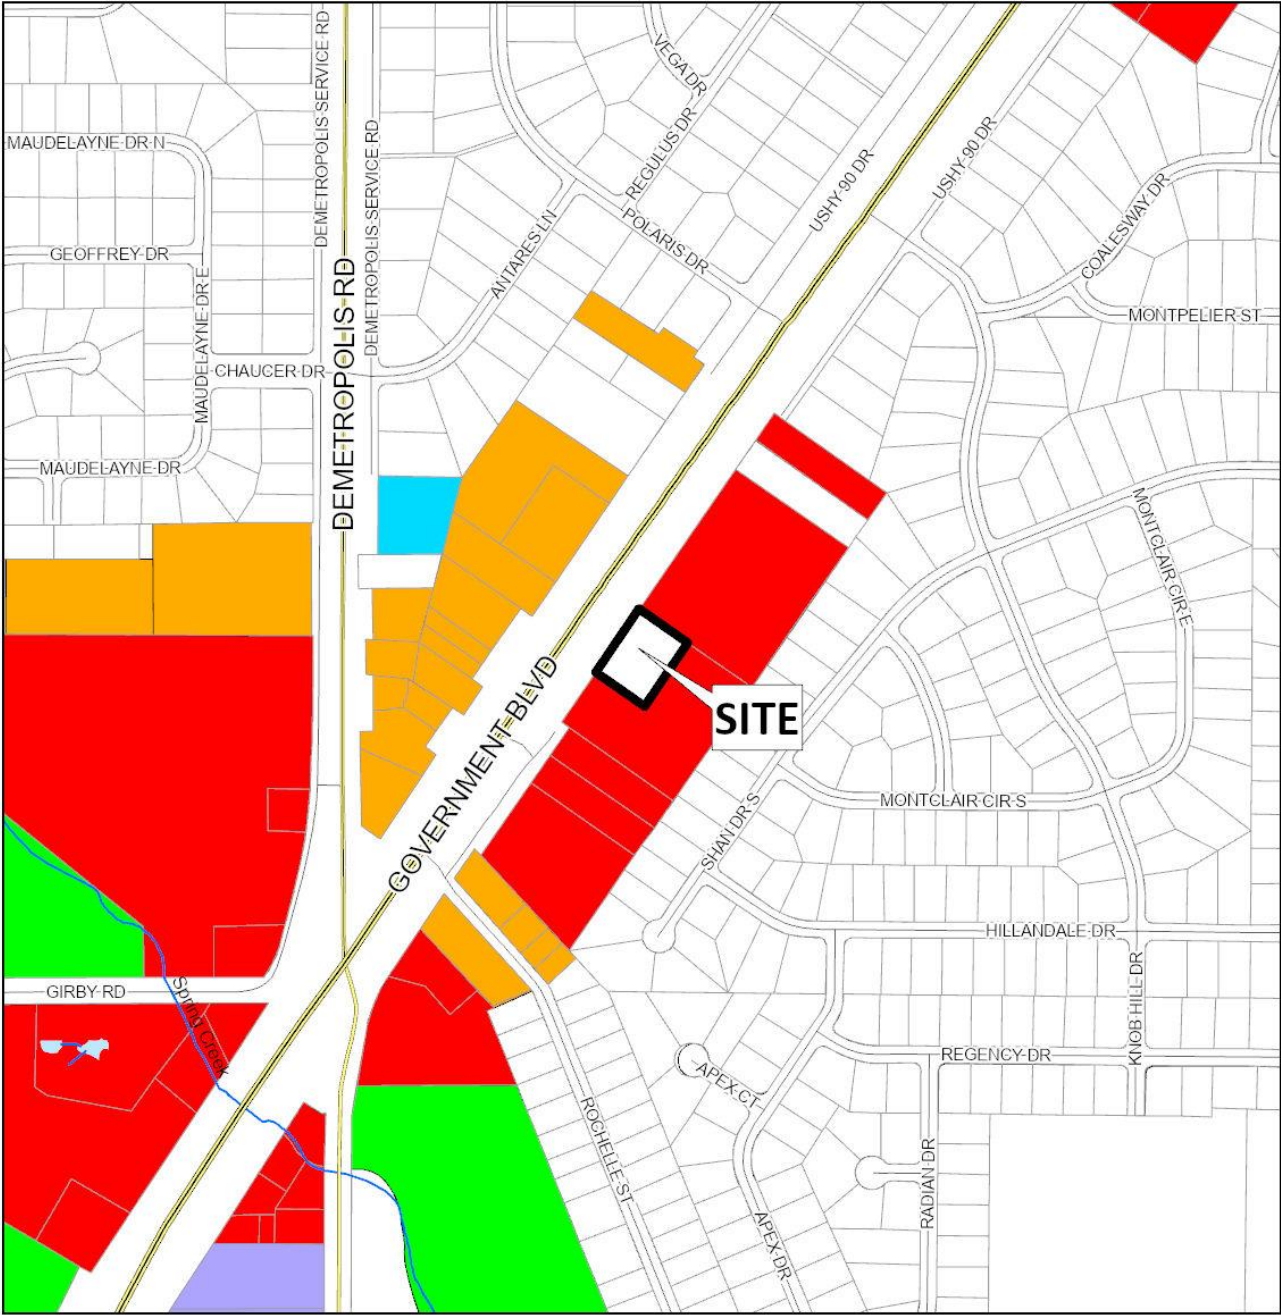 DEMETROPOLIS SERVICE RD
VEGA DR
MAUDELAYNE DR N
DEMETROPOLIS SERVICE RD
REGULUS DR
USHY 90 DR
USHY 90 DR
COALESWAY DR
GEOFFREY DR
ANTARES LN
POLARIS DR
MAUDELAYNE DR E
DEMETROPOLIS RD
MONTPELIER ST
CHAUCER DR
MAUDELAYNE DR
MONTCLAIR CIR E
GOVERNMENT BLVD
SITE
SHAN DR S
MONTCLAIR CIR S
HILLANDALE DR
GIRBY RD
Spring Creek
KNOB HILL DR
REGENCY DR
APEX CT
ROCHELLE ST
RADIAN DR
APEX DR